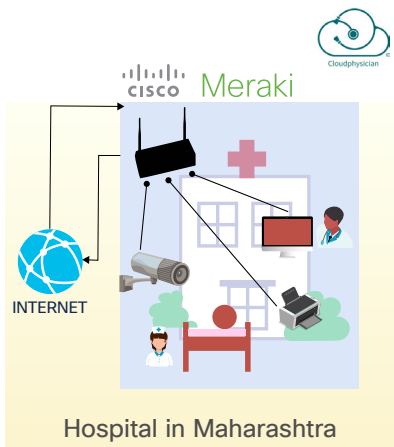 Cloudphysician
CISCO Meraki
INTERNET
Hospital in Maharashtra